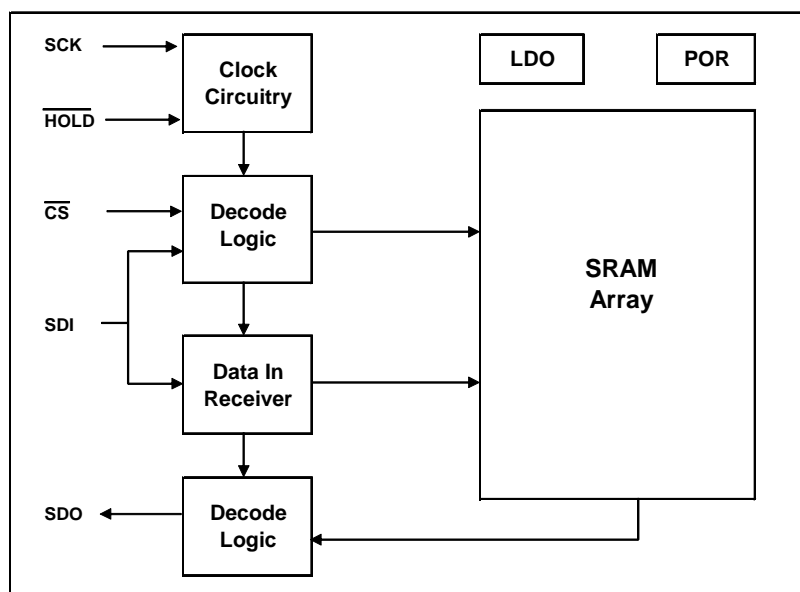 SCK
Clock
Circuitry
LDO
POR
HOLD
CS
Decode
Logic
SRAM
Array
SDI
Data In
Receiver
SDO
Decode
Logic